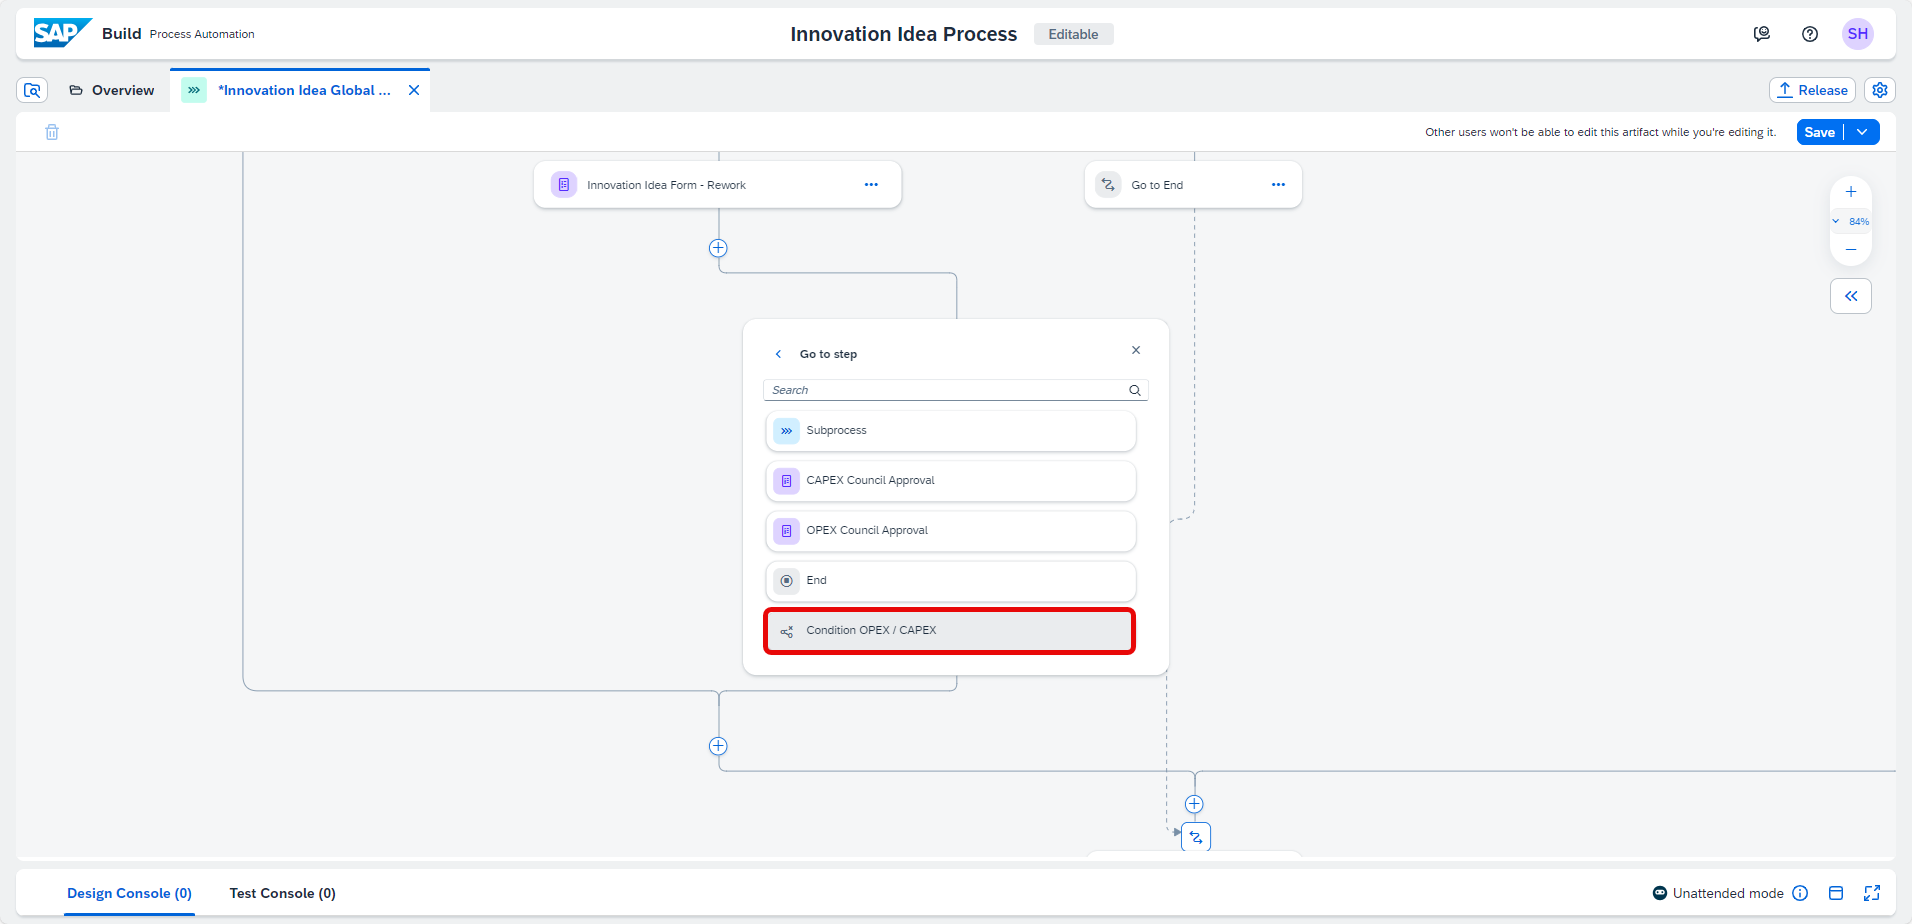 SAP Build Process Automation
Innovation Idea Process Editable
SH
Overview
*Innovation Idea Global ...
Release
Other users won't be able to edit this artifact while you're editing it.
Save
Innovation Idea Form - Rework
Go to End
84%
Go to step
Search
Subprocess
CAPEX Council Approval
OPEX Council Approval
End
Condition OPEX / CAPEX
Design Console (0)
Test Console (0)
Unattended mode